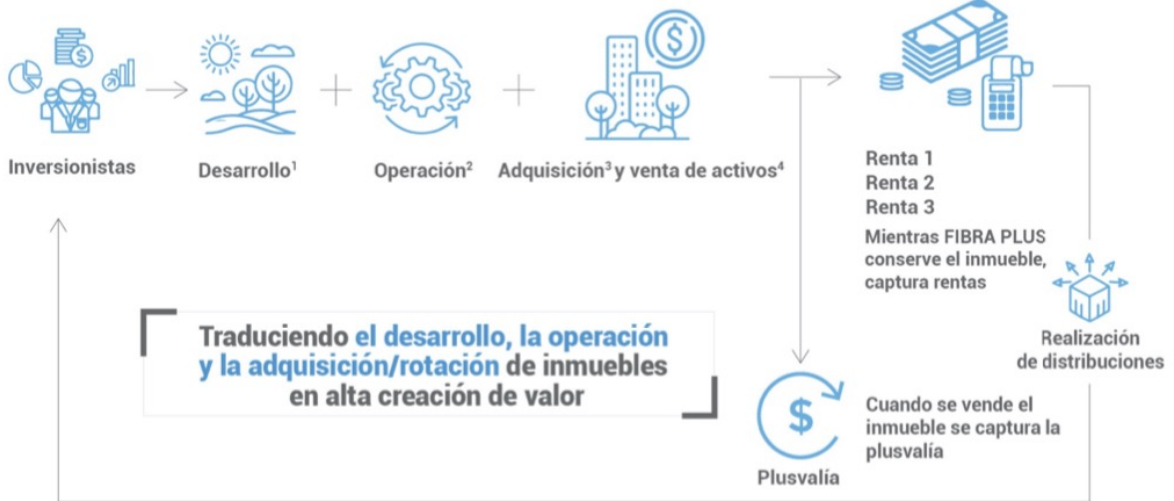 Inversionistas
Desarrollo¹
Operación²
Adquisición³ y venta de activos⁴
Renta 1
Renta 2
Renta 3
Mientras FIBRA PLUS
conserve el inmueble,
captura rentas
Realización
de distribuciones
Traduciendo el desarrollo, la operación
y la adquisición/rotación de inmuebles
en alta creación de valor
Plusvalía
Cuando se vende el
inmueble se captura la
plusvalía